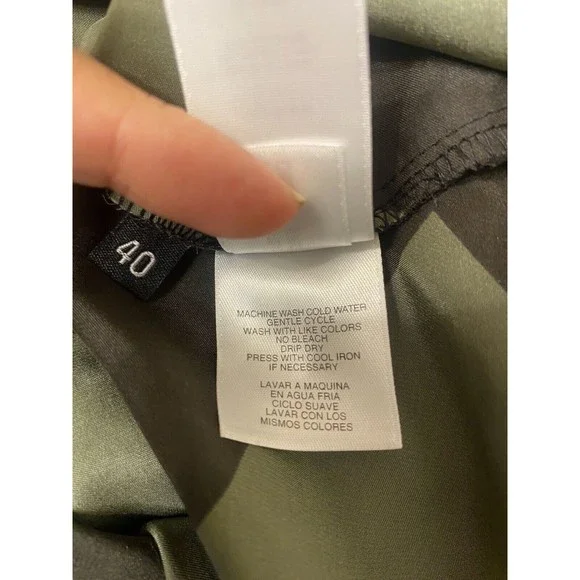 40
MACHINE WASH COLD WATER
GENTLE CYCLE
WASH WITH LIKE COLORS
NO BLEACH
DRIP DRY
PRESS WITH COOL IRON
IF NECESSARY
LAVAR A MAQUINA
EN AGUA FRIA
CICLO SUAVE
LAVAR CON LOS
MISMOS COLORES